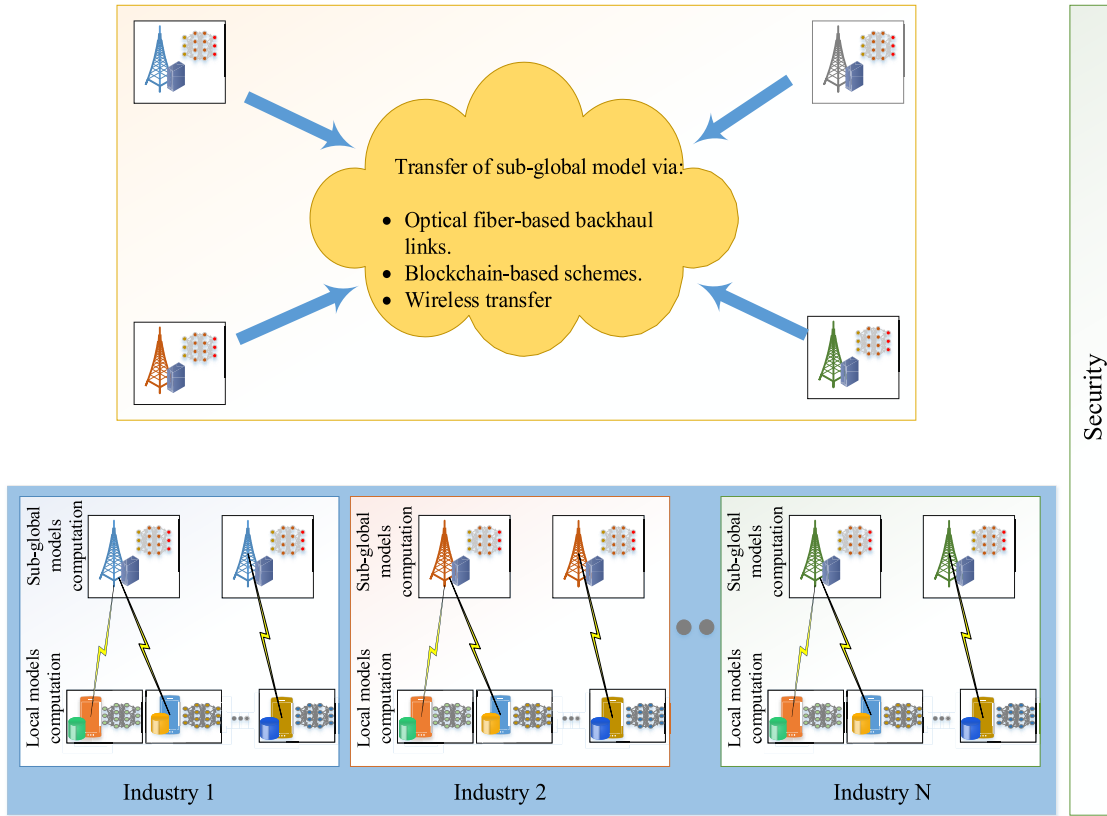 Transfer of sub-global model via:
• Optical fiber-based backhaul
links.
• Blockchain-based schemes.
• Wireless transfer
Security
Sub-global
models
computation
Local models
computation
Industry 1
Sub-global
models
computation
Local models
computation
Industry 2
Sub-global
models
computation
Local models
computation
Industry N